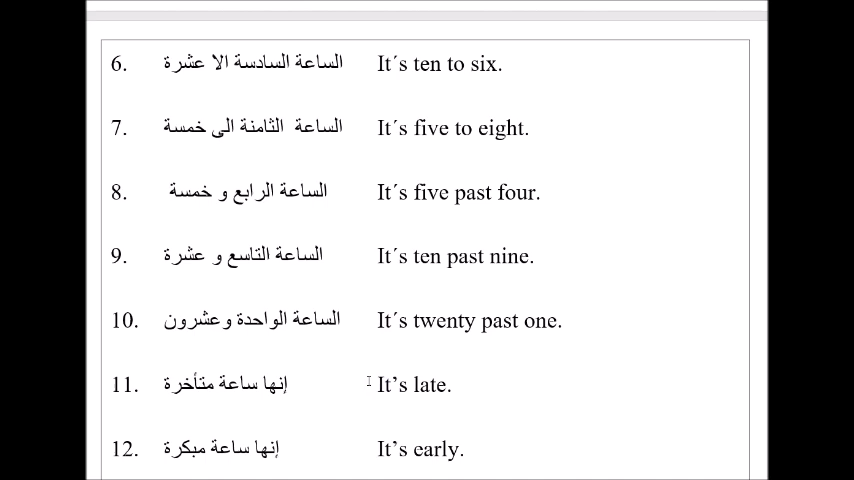 6. الساعة السادسة الا عشرة It´s ten to six.
7. الساعة الثامنة الى خمسة It´s five to eight.
8. الساعة الرابع و خمسة It´s five past four.
9. الساعة التاسع و عشرة It´s ten past nine.
10. الساعة الواحدة وعشرون It´s twenty past one.
11. إنها ساعة متأخرة It’s late.
12. إنها ساعة مبكرة It’s early.